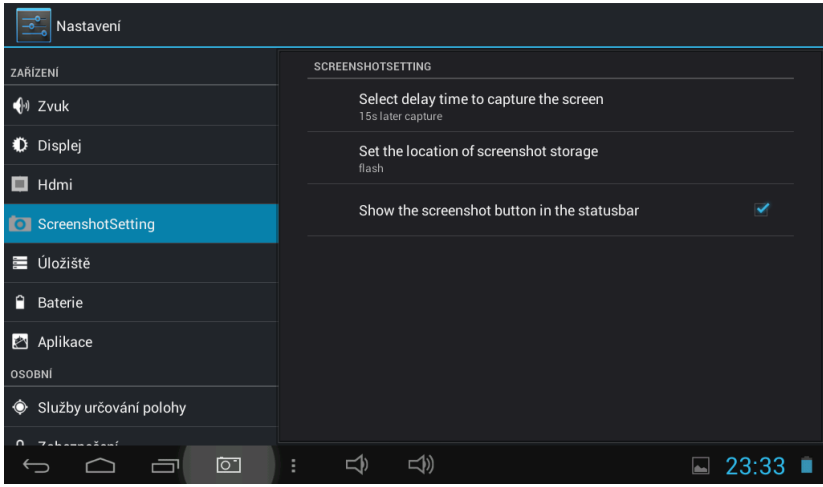 Nastavení
ZAŘÍZENÍ
Zvuk
Displej
Hdmi
ScreenshotSetting
Úložiště
Baterie
Aplikace
OSOBNÍ
Služby určování polohy
SCREENSHOTSETTING
Select delay time to capture the screen
15s later capture
Set the location of screenshot storage
flash
Show the screenshot button in the statusbar
23:33